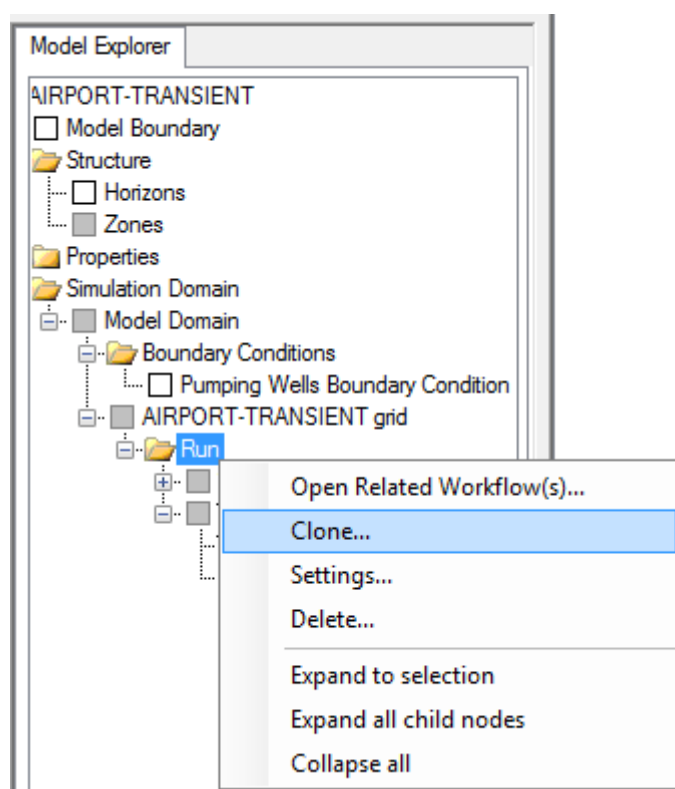 Model Explorer
AIRPORT-TRANSIENT
Model Boundary
Structure
Horizons
Zones
Properties
Simulation Domain
Model Domain
Boundary Conditions
Pumping Wells Boundary Condition
AIRPORT-TRANSIENT grid
Run
Open Related Workflow(s)...
Clone...
Settings...
Delete...
Expand to selection
Expand all child nodes
Collapse all